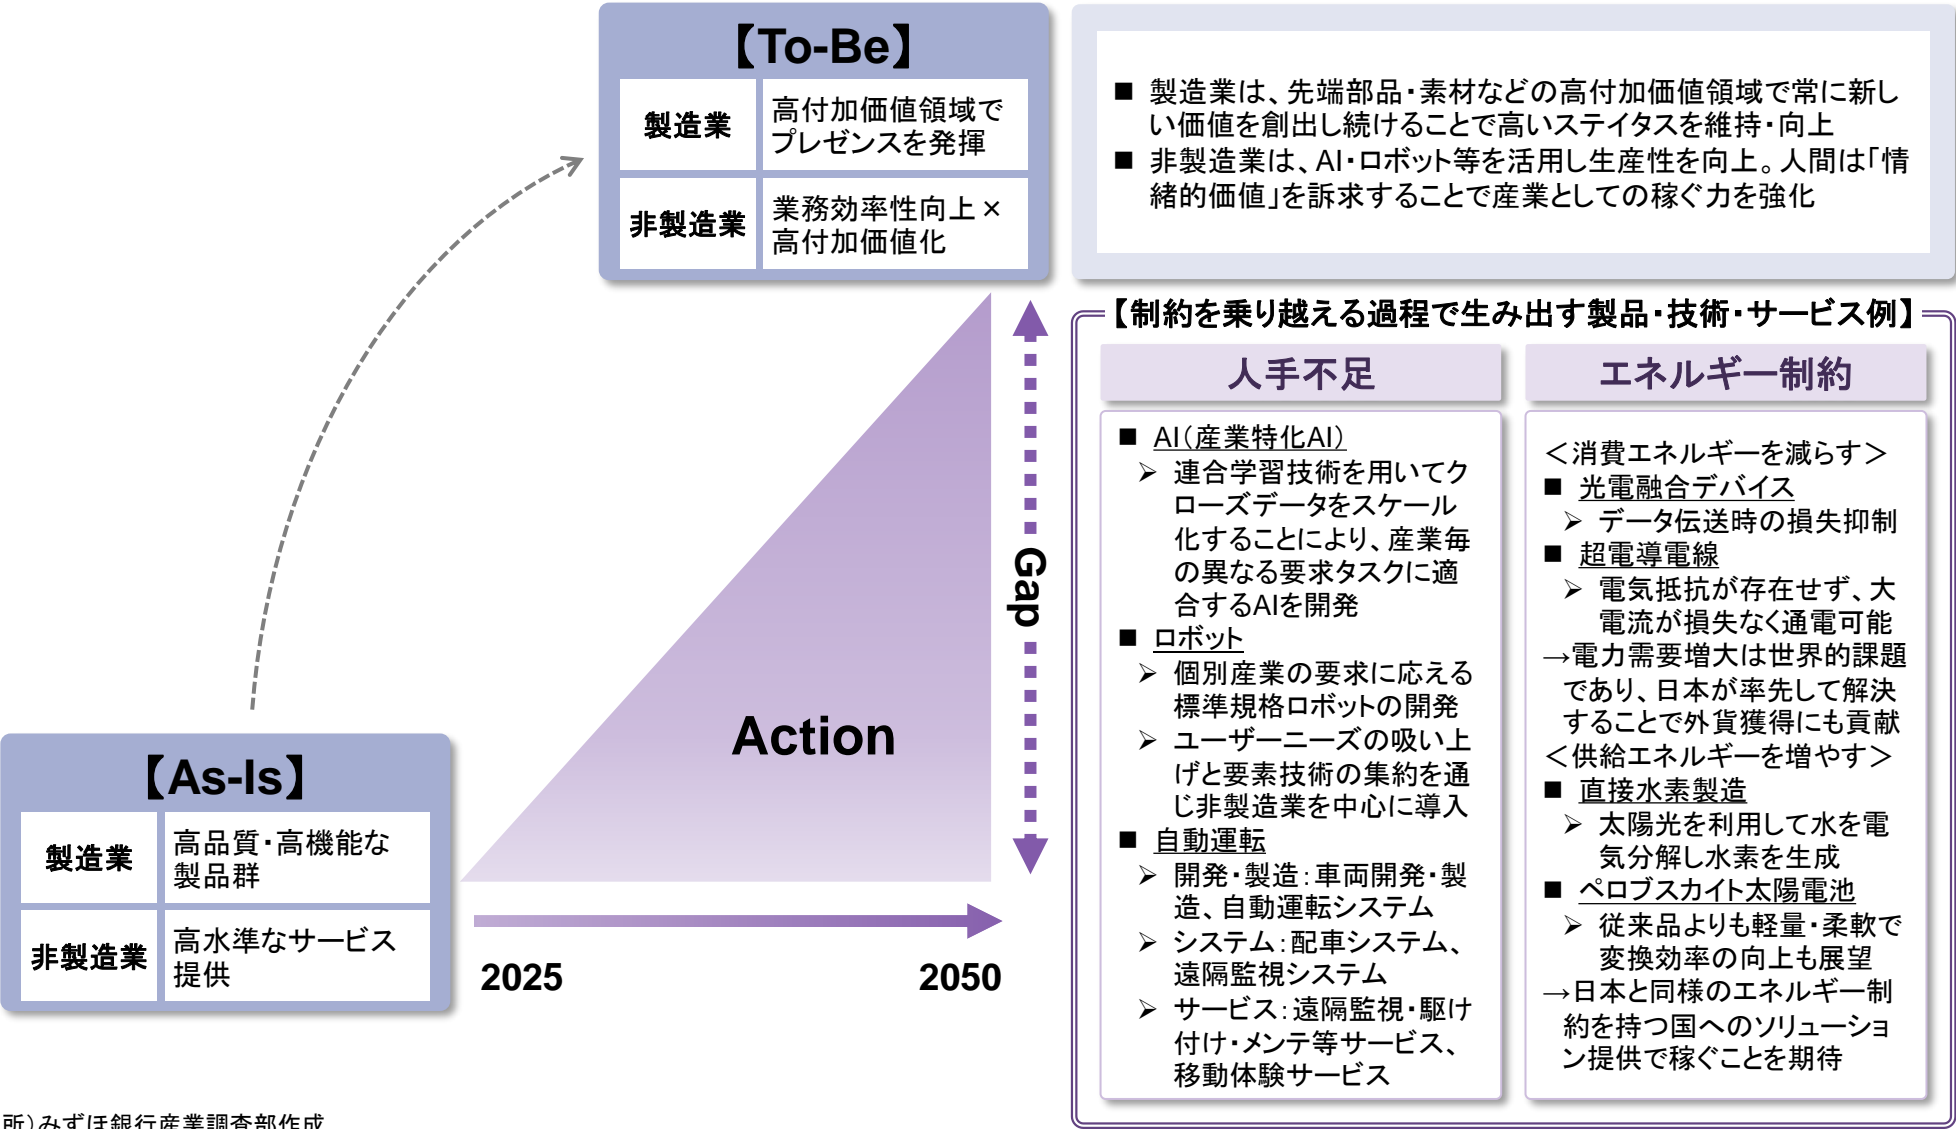 【To-Be】
製造業
高付加価値領域で
プレゼンスを発揮
非製造業
業務効率性向上×
高付加価値化
■ 製造業は、先端部品・素材などの高付加価値領域で常に新し
い価値を創出し続けることで高いステイタスを維持・向上
■ 非製造業は、AI・ロボット等を活用し生産性を向上。人間は「情
緒的価値」を訴求することで産業としての稼ぐ力を強化
Gap
Action
【As-Is】
製造業
高品質・高機能な
製品群
非製造業
高水準なサービス
提供
2025
2050
【制約を乗り越える過程で生み出す製品・技術・サービス例】
人手不足
■ AI（産業特化AI）
➢ 連合学習技術を用いてク
ローズデータをスケール
化することにより、産業毎
の異なる要求タスクに適
合するAIを開発
■ ロボット
➢ 個別産業の要求に応える
標準規格ロボットの開発
➢ ユーザーニーズの吸い上
げと要素技術の集約を通
じ非製造業を中心に導入
■ 自動運転
➢ 開発・製造：車両開発・製
造、自動運転システム
➢ システム：配車システム、
遠隔監視システム
➢ サービス：遠隔監視・駆け
付け・メンテ等サービス、
移動体験サービス
エネルギー制約
＜消費エネルギーを減らす＞
■ 光電融合デバイス
➢ データ伝送時の損失抑制
■ 超電導電線
➢ 電気抵抗が存在せず、大
電流が損失なく通電可能
→電力需要増大は世界的課題
であり、日本が率先して解決
することで外貨獲得にも貢献
＜供給エネルギーを増やす＞
■ 直接水素製造
➢ 太陽光を利用して水を電
気分解し水素を生成
■ ペロブスカイト太陽電池
➢ 従来品よりも軽量・柔軟で
変換効率の向上も展望
→日本と同様のエネルギー制
約を持つ国へのソリューショ
ン提供で稼ぐことを期待
所）みずほ銀行産業調査部作成